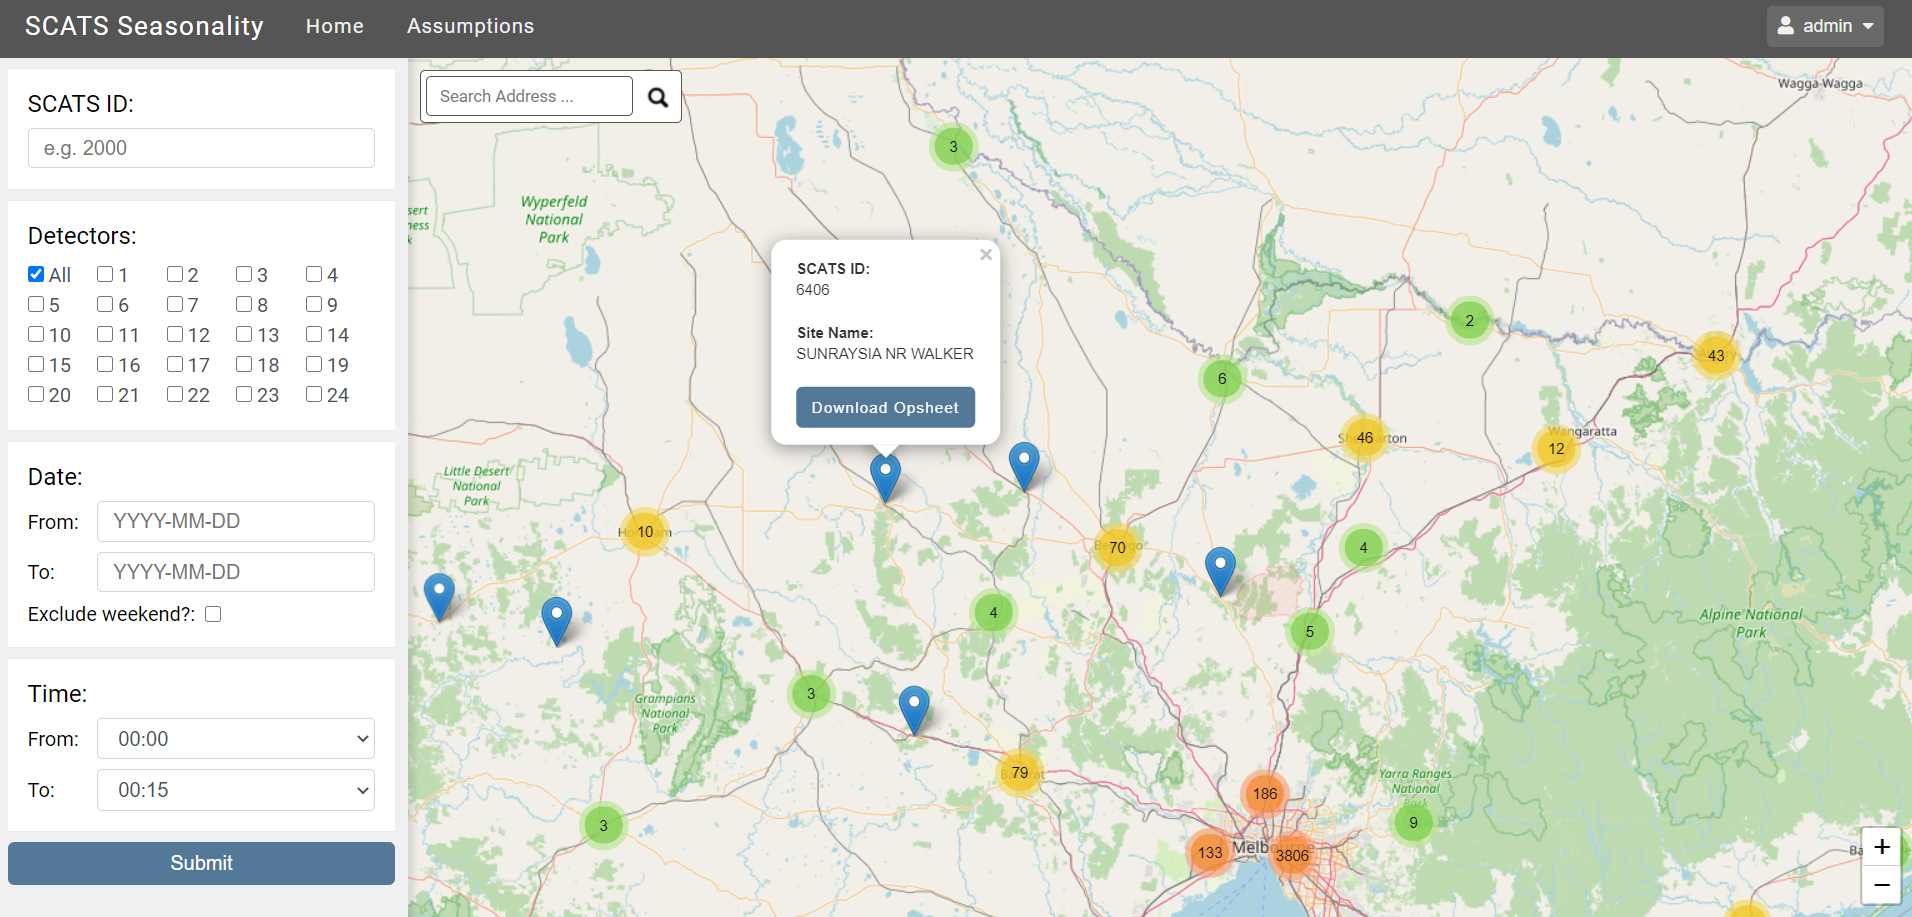 SCATS Seasonality
Home
Assumptions
admin
SCATS ID:
e.g. 2000
Detectors:
All 1 2 3 4
5 6 7 8 9
10 11 12 13 14
15 16 17 18 19
20 21 22 23 24
Date:
From: YYYY-MM-DD
To: YYYY-MM-DD
Exclude weekend?:
Time:
From: 00:00
To: 00:15
Submit
Search Address ...
Wagga Wagga
3
Wyperfeld
National
Park
sert
ness
k
×
SCATS ID:
6406
Site Name:
SUNRAYSIA NR WALKER
Download Opsheet
2
43
6
46
Wangaratta
12
Little Desert
National
Park
10
70
4
4
5
Alpine National
Park
3
Grampians
National
Park
79
Yarra Ranges
National
Park
186
3
9
133
Melbourne
3806
Ba
+
−